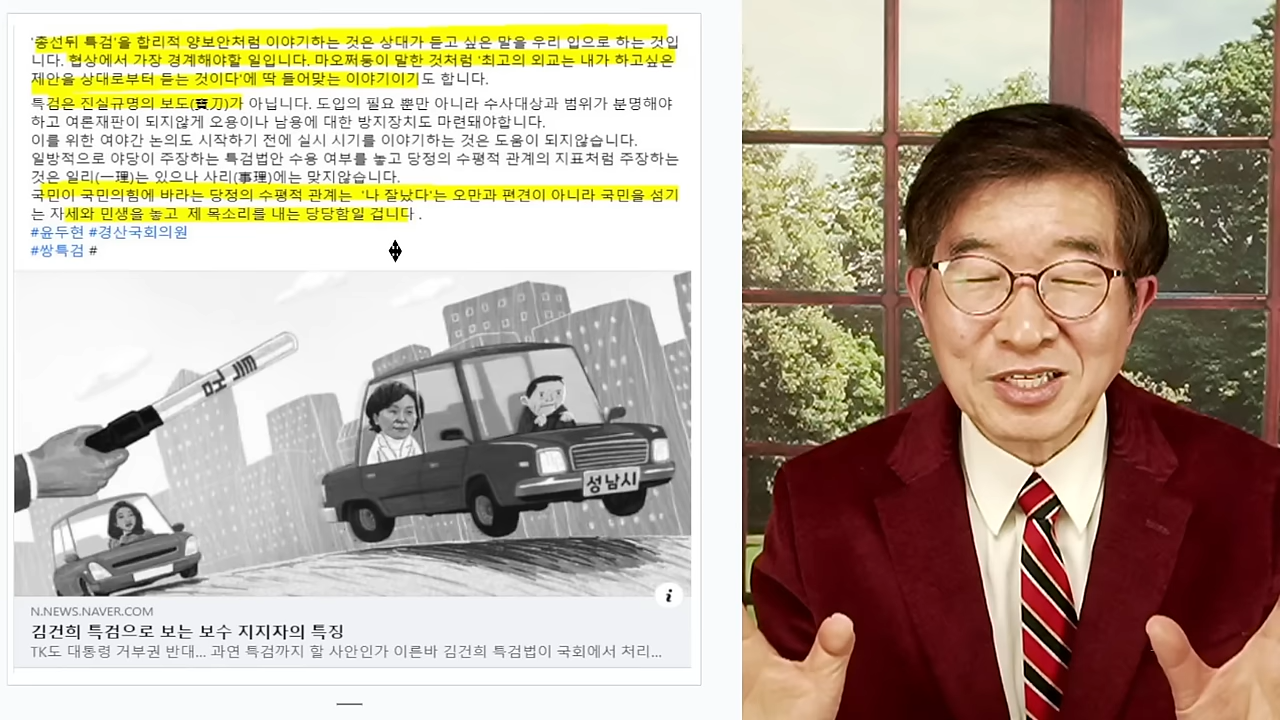 '총선뒤 특검'을 합리적 양보안처럼 이야기하는 것은 상대가 듣고 싶은 말을 우리 입으로 하는 것입
니다. 협상에서 가장 경계해야할 일입니다. 마오쩌둥이 말한 것처럼 '최고의 외교는 내가 하고싶은
제안을 상대로부터 듣는 것이다'에 딱 들어맞는 이야기이기도 합니다.
특검은 진실규명의 보도(寶刀)가 아닙니다. 도입의 필요 뿐만 아니라 수사대상과 범위가 분명해야
하고 여론재판이 되지않게 오용이나 남용에 대한 방지장치도 마련돼야합니다.
이를 위한 여야간 논의도 시작하기 전에 실시 시기를 이야기하는 것은 도움이 되지않습니다.
일방적으로 야당이 주장하는 특검법안 수용 여부를 놓고 당정의 수평적 관계의 지표처럼 주장하는
것은 일리(一理)는 있으나 사리(事理)에는 맞지않습니다.
국민이 국민의힘에 바라는 당정의 수평적 관계는 '나 잘났다'는 오만과 편견이 아니라 국민을 섬기
는 자세와 민생을 놓고 제 목소리를 내는 당당함일 겁니다 .
#윤두현 #경산국회의원
#쌍특검 #
성남시
N.NEWS.NAVER.COM
김건희 특검으로 보는 보수 지지자의 특징
TK도 대통령 거부권 반대... 과연 특검까지 할 사안인가 이른바 김건희 특검법이 국회에서 처리...